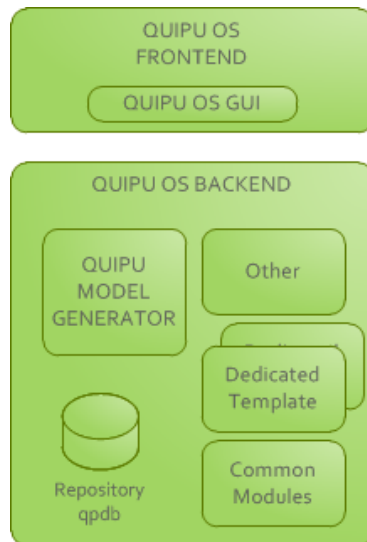 QUIPU OS
FRONTEND
QUIPU OS GUI
QUIPU OS BACKEND
QUIPU
MODEL
GENERATOR
Other
Dedicated
Template
Repository
qpdb
Common
Modules